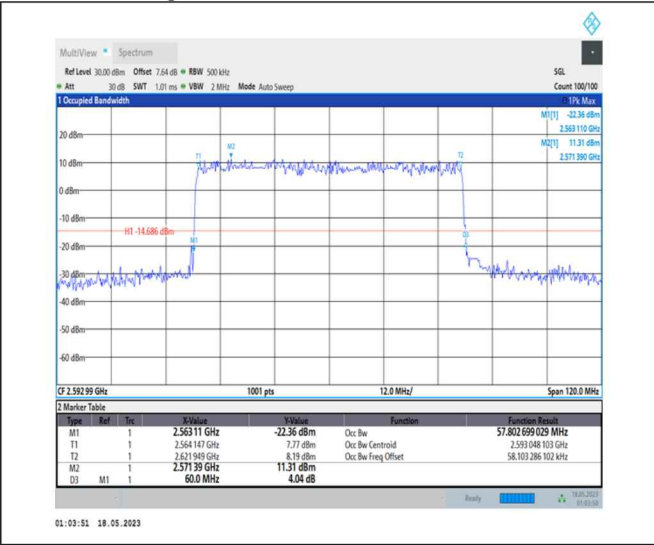 MultiView Spectrum
Ref Level 30.00 dBm Offset 7.64 dB RBW 500 kHz SGL
Att 30 dB SWT 1.01 ms VBW 2 MHz Mode Auto Sweep Count 100/100
1 Occupied Bandwidth 1Pk Max
M1[1] -22.36 dBm
2.563 110 GHz
M2[1] 11.31 dBm
2.571 390 GHz
20 dBm
M2
T1 T2
10 dBm
0 dBm
-10 dBm
H1 -14.686 dBm
M1 D3
-20 dBm
-30 dBm
-40 dBm
-50 dBm
-60 dBm
CF 2.592 99 GHz 1001 pts 12.0 MHz/ Span 120.0 MHz
2 Marker Table
Type Ref Trc X-Value Y-Value Function Function Result
M1 1 2.56311 GHz -22.36 dBm Occ Bw 57.802 699 029 MHz
T1 1 2.564 147 GHz 7.77 dBm Occ Bw Centroid 2.593 048 103 GHz
T2 1 2.621 949 GHz 8.19 dBm Occ Bw Freq Offset 58.103 286 102 kHz
M2 1 2.571 39 GHz 11.31 dBm
D3 M1 1 60.0 MHz 4.04 dB
Ready 18.05.2023
01:03:50
01:03:51 18.05.2023